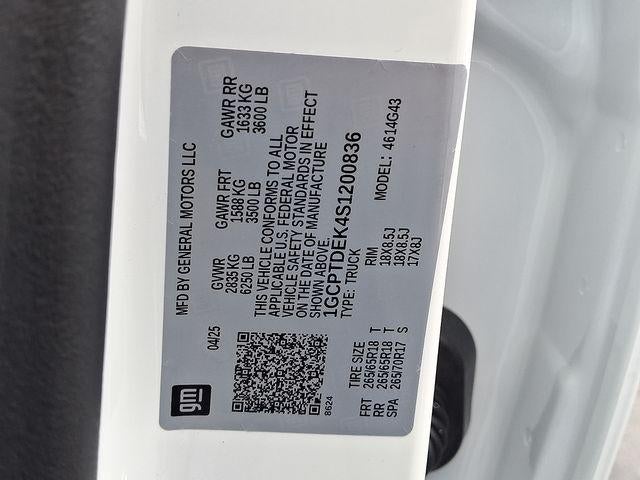 gm
04/25
MFD BY GENERAL MOTORS LLC
GVWR GAWR FRT GAWR RR
2835 KG 1588 KG 1633 KG
6250 LB 3500 LB 3600 LB
THIS VEHICLE CONFORMS TO ALL
APPLICABLE U.S. FEDERAL MOTOR
VEHICLE SAFETY STANDARDS IN EFFECT
ON THE DATE OF MANUFACTURE
SHOWN ABOVE.
1GCPTDEK4S1200836
8624
TYPE: TRUCK MODEL: 4614G43
TIRE SIZE RIM
FRT 265/65R18 T 18X8.5J
RR 265/65R18 T 18X8.5J
SPA 265/70R17 S 17X8J